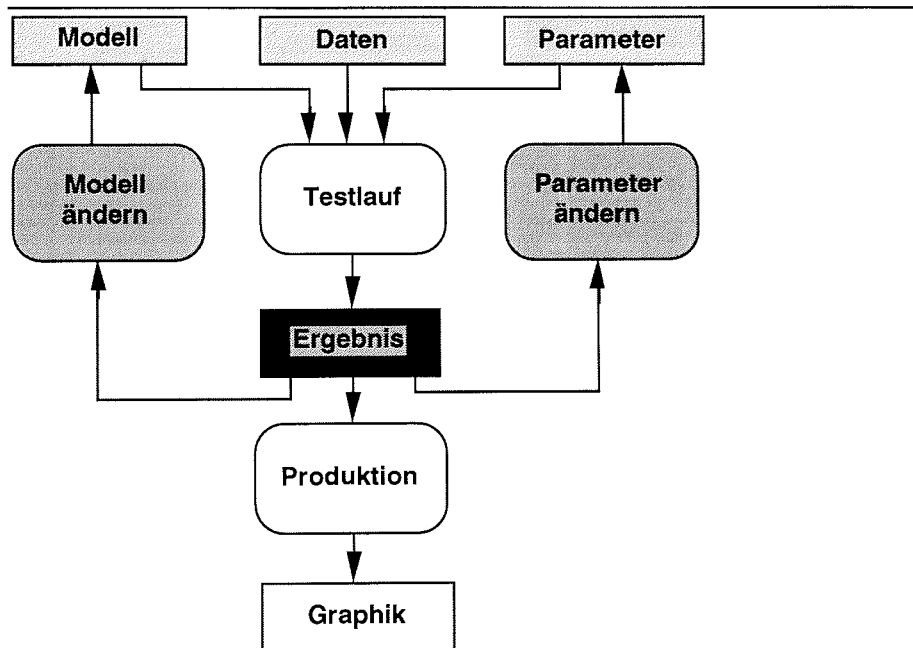 Modell
Daten
Parameter
Modell
ändern
Testlauf
Parameter
ändern
Ergebnis
Produktion
Graphik